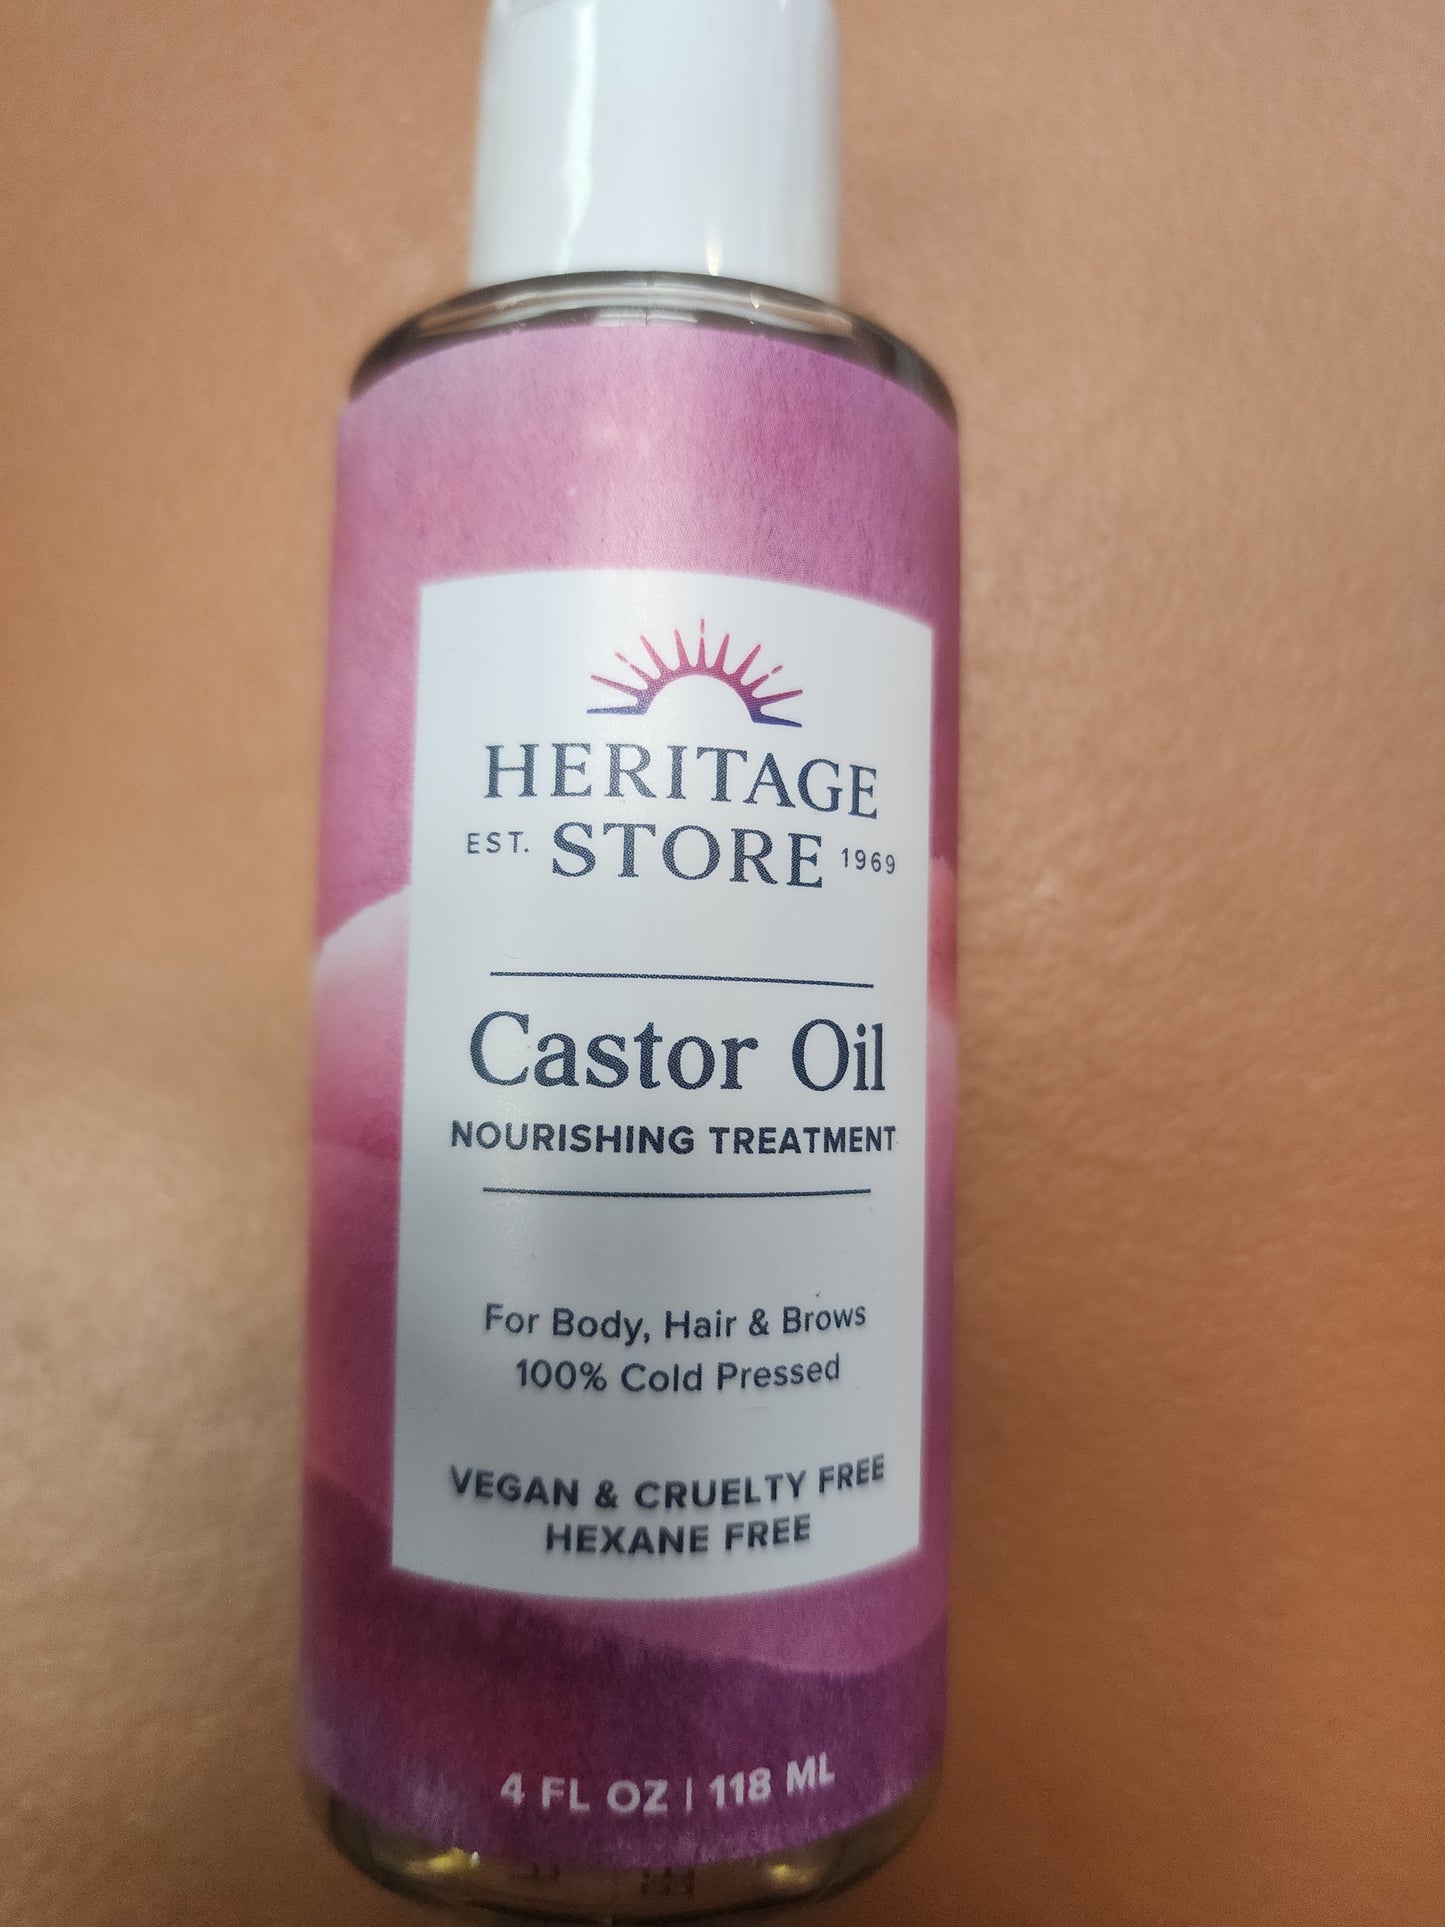 HERITAGE
EST. STORE 1969
Castor Oil
NOURISHING TREATMENT
For Body, Hair & Brows
100% Cold Pressed
VEGAN & CRUELTY FREE
HEXANE FREE
4 FL OZ | 118 ML